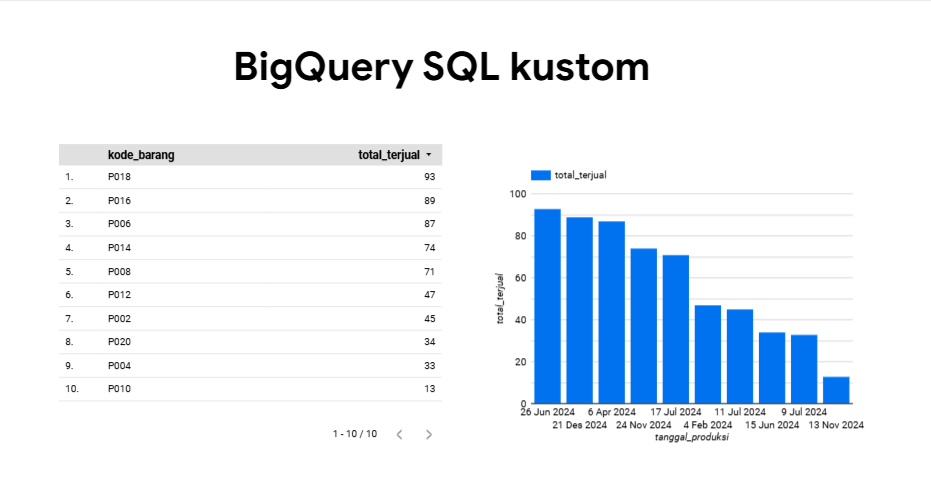 BigQuery SQL kustom
kode_barang total_terjual
1. P018 93
2. P016 89
3. P006 87
4. P014 74
5. P008 71
6. P012 47
7. P002 45
8. P020 34
9. P004 33
10. P010 13
1 - 10 / 10
total_terjual
100
80
60
40
20
0
total_terjual
26 Jun 2024 6 Apr 2024 17 Jul 2024 11 Jul 2024 9 Jul 2024
21 Des 2024 24 Nov 2024 4 Feb 2024 15 Jun 2024 13 Nov 2024
tanggal_produksi